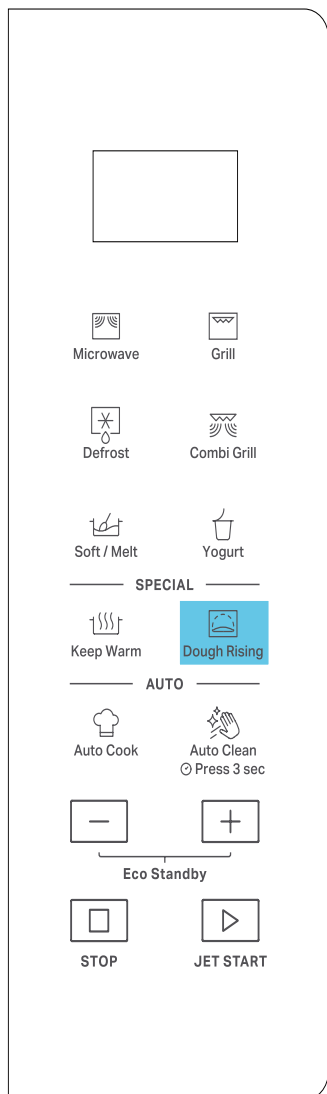 Microwave Grill
Defrost Combi Grill
Soft / Melt Yogurt
SPECIAL
Keep Warm Dough Rising
AUTO
Auto Cook Auto Clean
Press 3 sec
Eco Standby
STOP JET START